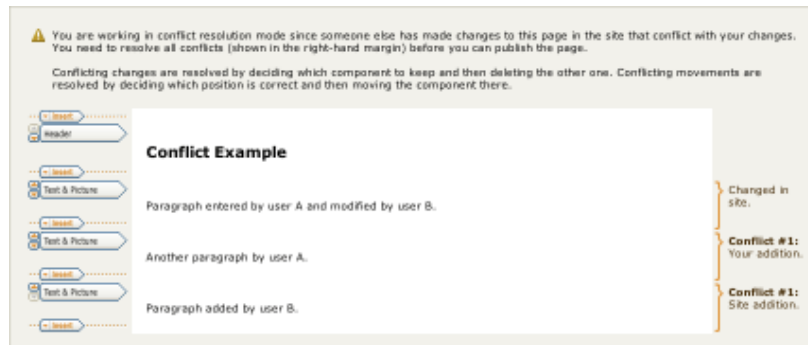 You are working in conflict resolution mode since someone else has made changes to this page in the site that conflict with your changes.
You need to resolve all conflicts (shown in the right-hand margin) before you can publish the page.
Conflicting changes are resolved by deciding which component to keep and then deleting the other one. Conflicting movements are
resolved by deciding which position is correct and then moving the component there.
Insert
Header
Conflict Example
Insert
Text & Picture
Changed in
site.
Paragraph entered by user A and modified by user B.
Insert
Text & Picture
Conflict #1:
Your addition.
Another paragraph by user A.
Insert
Text & Picture
Conflict #1:
Site addition.
Paragraph added by user B.
Insert